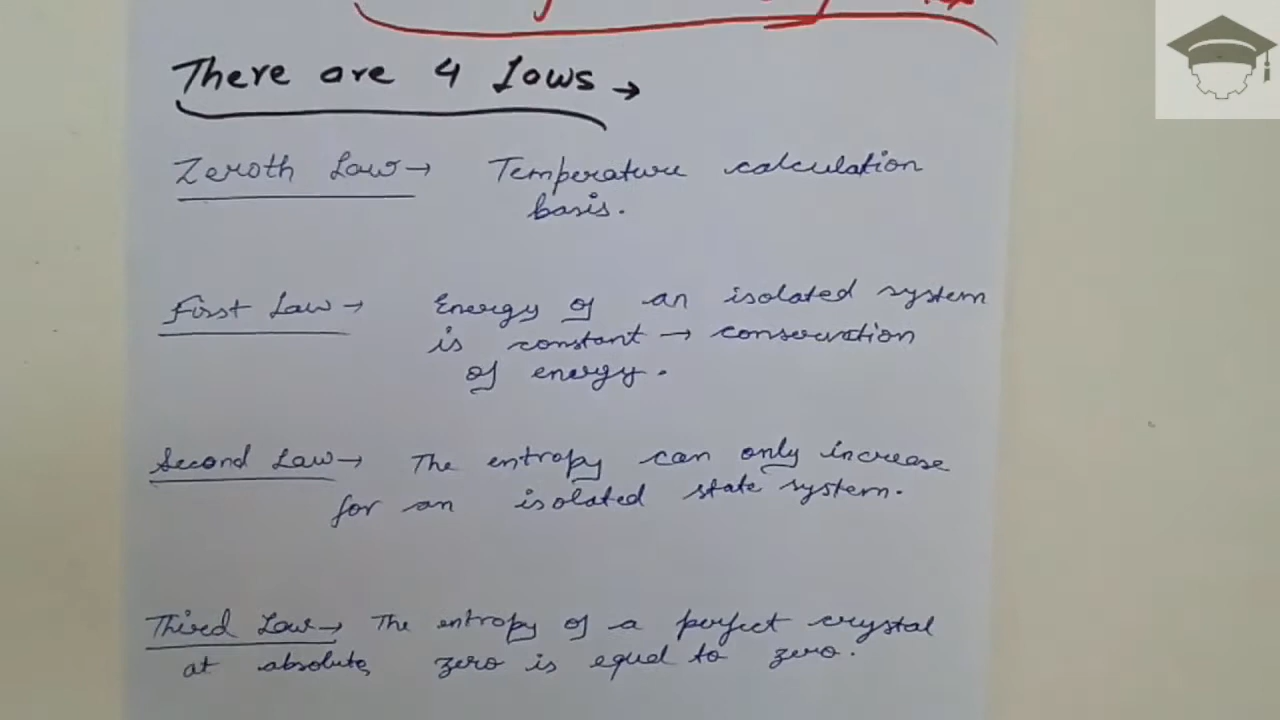 There are 4 Laws →
Zeroth Law → Temperature calculation
basis.
First Law → Energy of an isolated system
is constant → conservation
of energy.
Second Law → The entropy can only increase
for an isolated state system.
Third Law → The entropy of a perfect crystal
at absolute, zero is equal to zero.